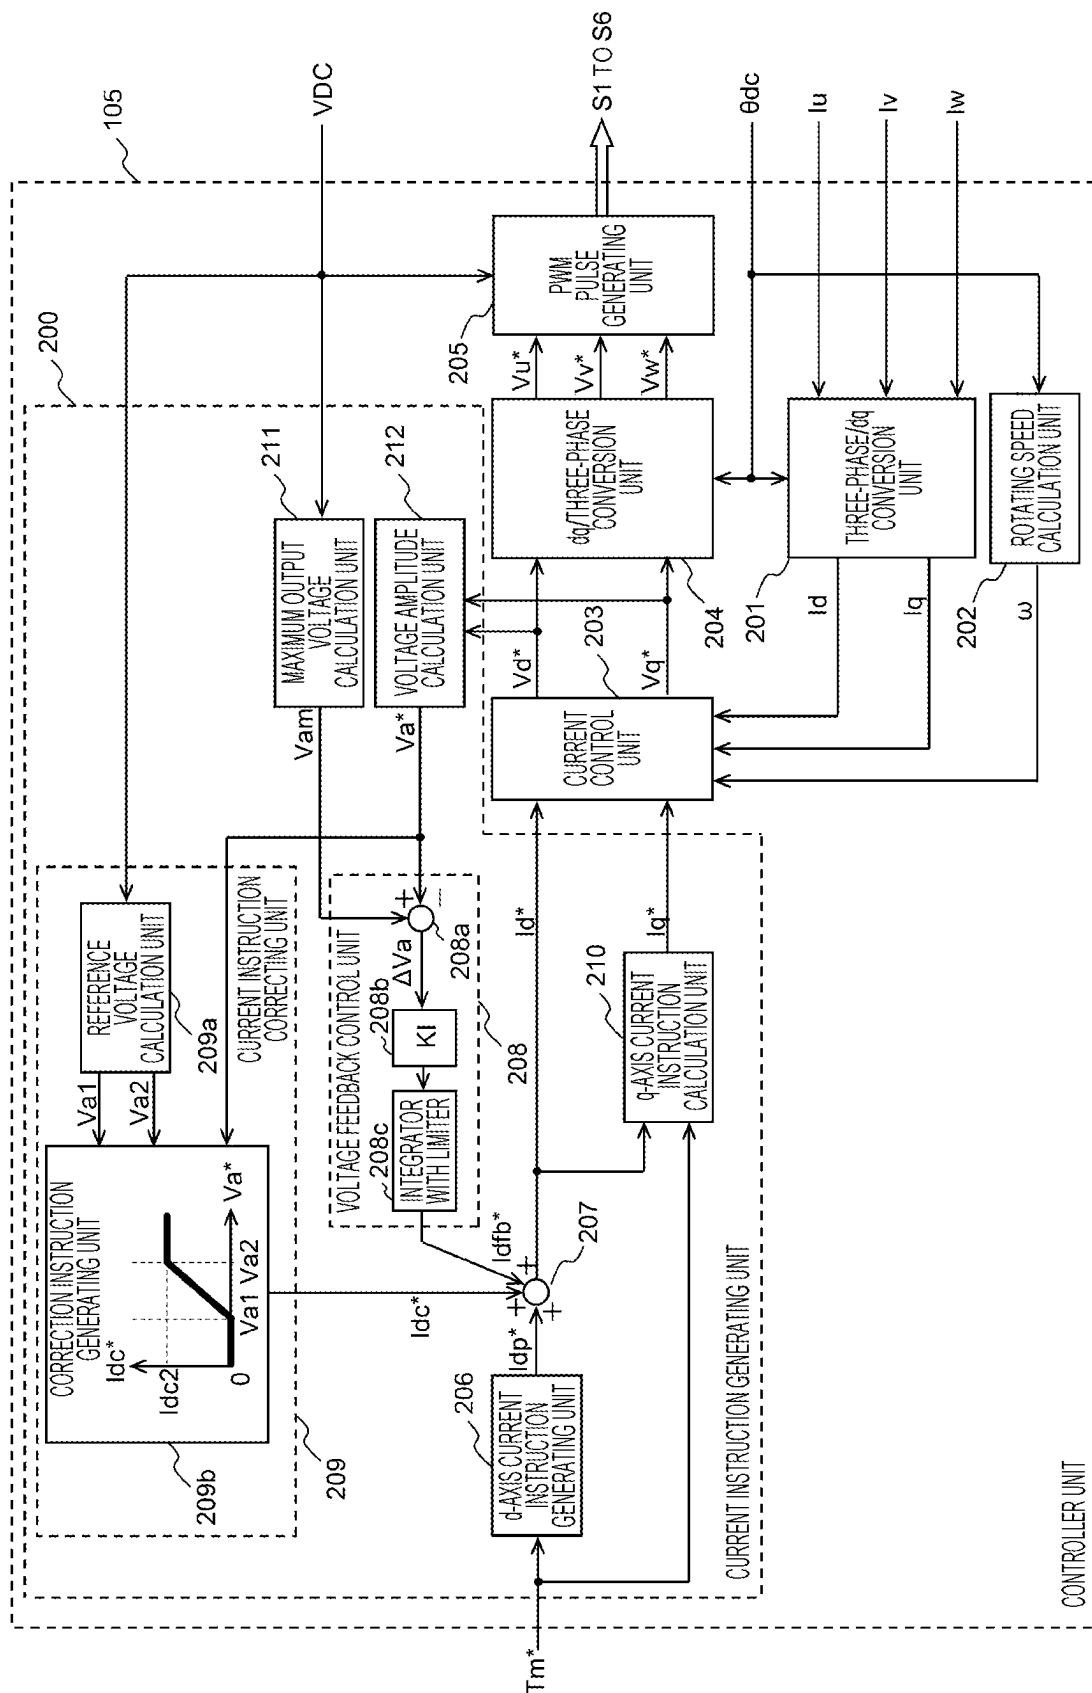 105
VDC
200
209b
209
CORRECTION INSTRUCTION
GENERATING UNIT
Idc*
Idc2
0
Va1 Va2
Va*
Va1
Va2
REFERENCE
VOLTAGE
CALCULATION UNIT
209a
CURRENT INSTRUCTION
CORRECTING UNIT
MAXIMUM OUTPUT
VOLTAGE
CALCULATION UNIT
211
Vam
VOLTAGE AMPLITUDE
CALCULATION UNIT
212
Va*
VOLTAGE FEEDBACK CONTROL UNIT
+
−
208a
ΔVa
208b
KI
208c
INTEGRATOR
WITH LIMITER
208
Idc*
Idfb*
Idp*
+
+
+
207
Tm*
206
d-AXIS CURRENT
INSTRUCTION
GENERATING UNIT
Id*
210
q-AXIS CURRENT
INSTRUCTION
CALCULATION UNIT
Iq*
203
CURRENT
CONTROL
UNIT
Vd*
Vq*
204
dq/THREE-PHASE
CONVERSION
UNIT
Vu*
Vv*
Vw*
205
PWM
PULSE
GENERATING
UNIT
S1 TO S6
201
THREE-PHASE/dq
CONVERSION
UNIT
Id
Iq
202
ROTATING SPEED
CALCULATION UNIT
ω
θdc
Iu
Iv
Iw
CURRENT INSTRUCTION GENERATING UNIT
CONTROLLER UNIT